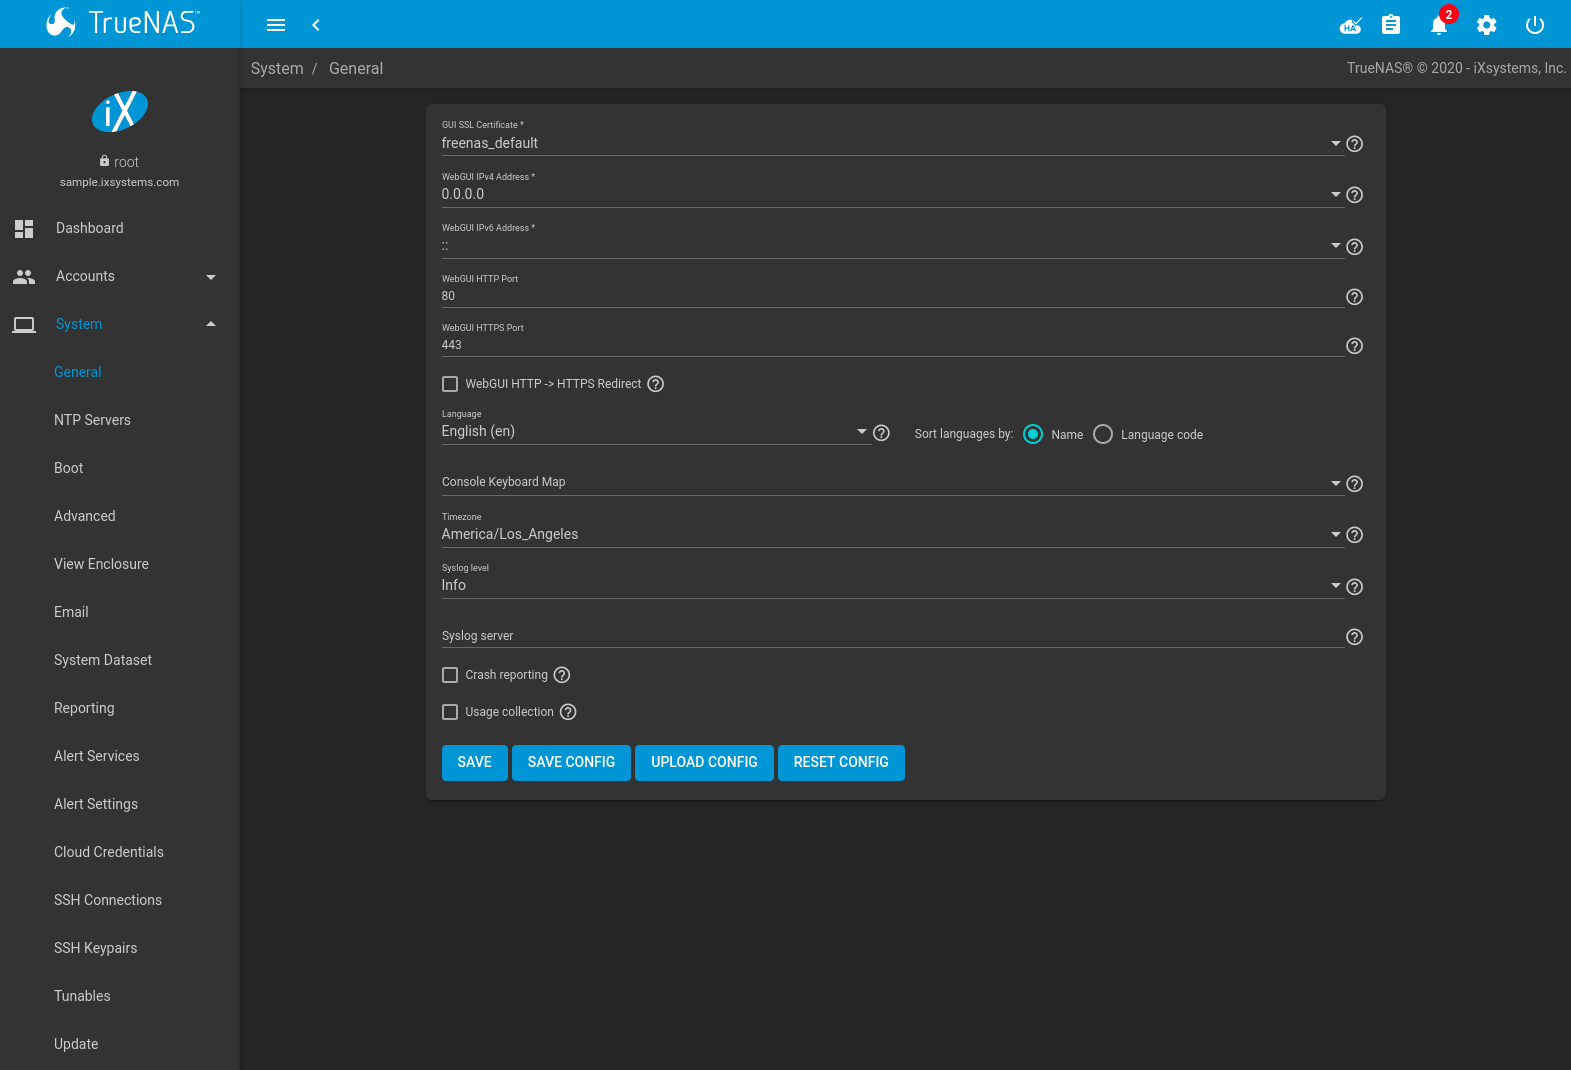 TrueNAS™
HA
2
System / General
TrueNAS® © 2020 - iXsystems, Inc.
iX
root
sample.ixsystems.com
Dashboard
Accounts
System
General
NTP Servers
Boot
Advanced
View Enclosure
Email
System Dataset
Reporting
Alert Services
Alert Settings
Cloud Credentials
SSH Connections
SSH Keypairs
Tunables
Update
GUI SSL Certificate *
freenas_default
WebGUI IPv4 Address *
0.0.0.0
WebGUI IPv6 Address *
::
WebGUI HTTP Port
80
WebGUI HTTPS Port
443
WebGUI HTTP -> HTTPS Redirect
Language
English (en)
Sort languages by: Name Language code
Console Keyboard Map
Timezone
America/Los_Angeles
Syslog level
Info
Syslog server
Crash reporting
Usage collection
SAVE SAVE CONFIG UPLOAD CONFIG RESET CONFIG